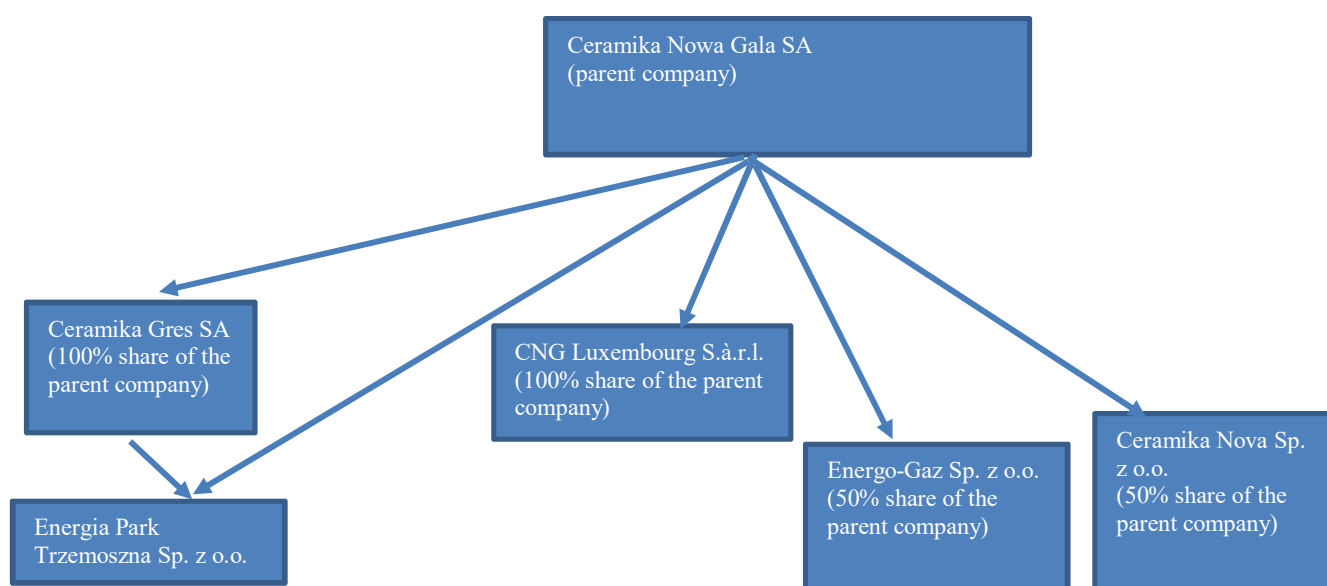 Ceramika Nowa Gala SA
(parent company)
Ceramika Gres SA
(100% share of the
parent company)
CNG Luxembourg S.à.r.l.
(100% share of the parent
company)
Energo-Gaz Sp. z o.o.
(50% share of the
parent company)
Ceramika Nova Sp.
z o.o.
(50% share of the
parent company)
Energia Park
Trzemoszna Sp. z o.o.